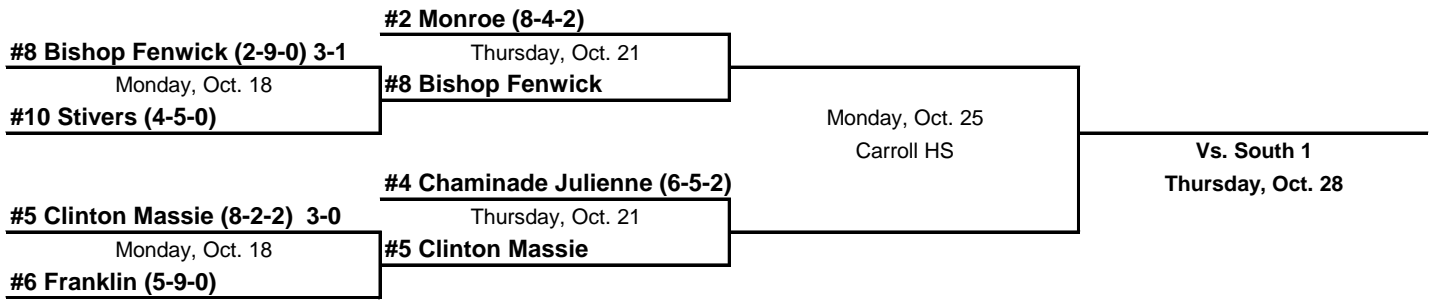 #2 Monroe (8-4-2)
#8 Bishop Fenwick (2-9-0) 3-1
Thursday, Oct. 21
Monday, Oct. 18
#8 Bishop Fenwick
#10 Stivers (4-5-0)
Monday, Oct. 25
Carroll HS
Vs. South 1
#4 Chaminade Julienne (6-5-2)
Thursday, Oct. 28
#5 Clinton Massie (8-2-2) 3-0
Thursday, Oct. 21
Monday, Oct. 18
#5 Clinton Massie
#6 Franklin (5-9-0)